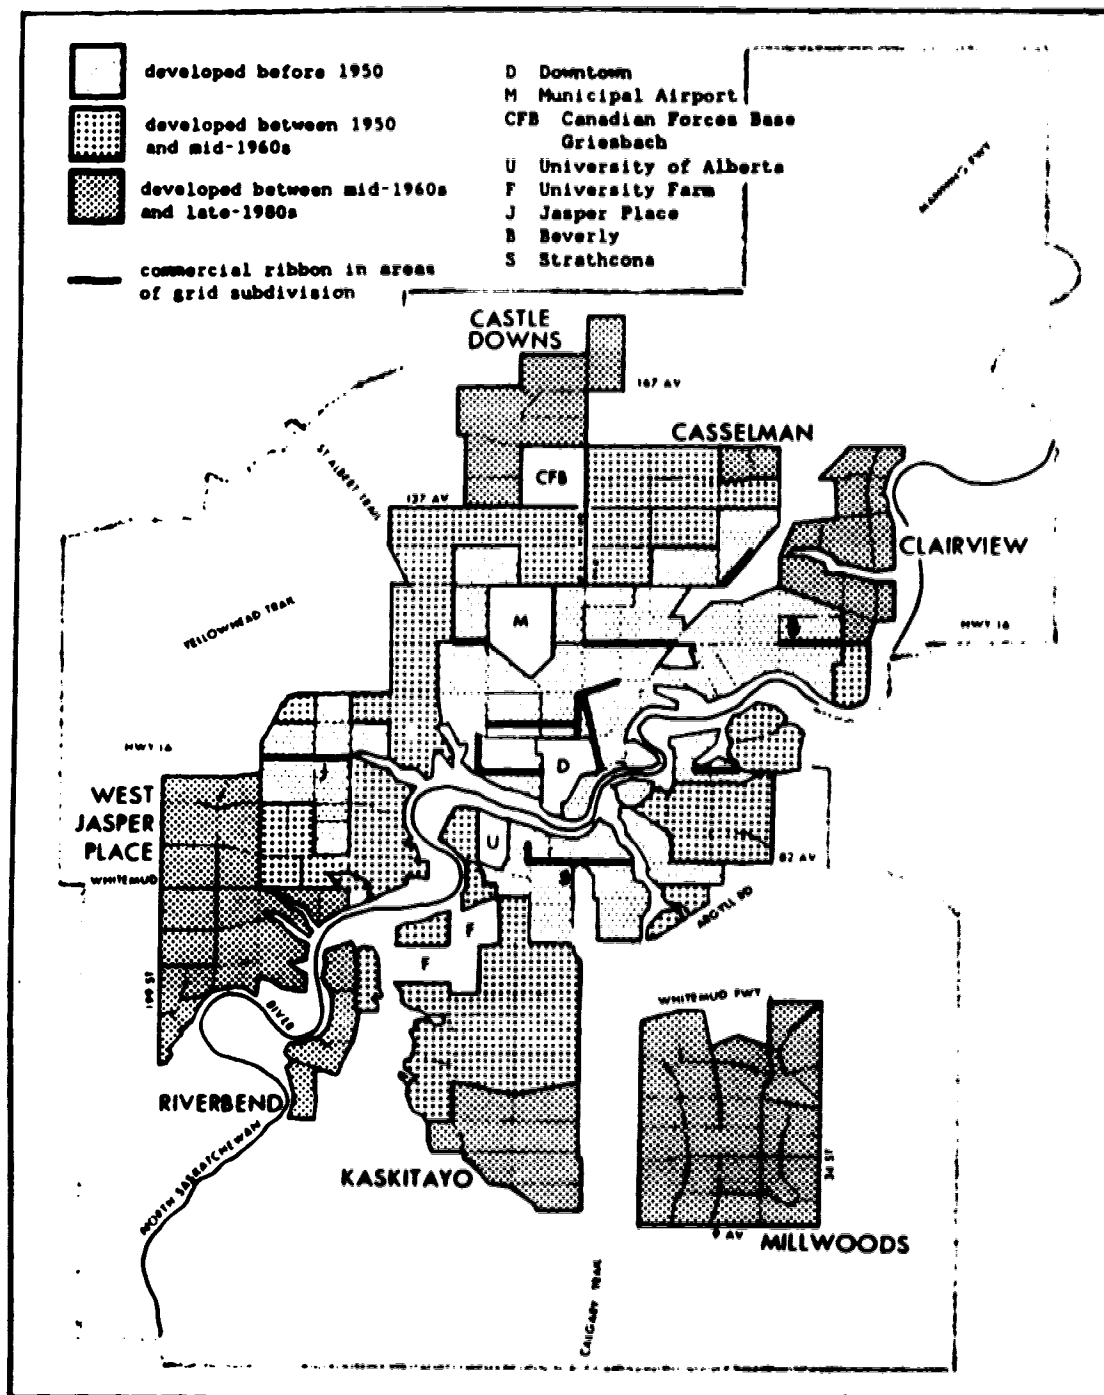 developed before 1950
developed between 1950
and mid-1960s
developed between mid-1960s
and late-1980s
commercial ribbon in areas
of grid subdivision
D Downtown
M Municipal Airport
CFB Canadian Forces Base
Griesbach
U University of Alberta
F University Farm
J Jasper Place
B Beverly
S Strathcona
MANNING FWY
CASTLE
DOWNS
167 AV
CASSELMAN
ST ALBERT TRAIL
CFB
137 AV
CLAIRVIEW
YELLOWHEAD TRAIL
M
HWY 16
HWY 16
D
J
WEST
JASPER
PLACE
U
82 AV
WHITEMUD
S
ARGYLL RD
F
F
199 ST
RIVER
WHITEMUD FWY
RIVERBEND
NORTH SASKATCHEWAN
KASKITAYO
34 ST
9 AV
MILLWOODS
CALGARY TRAIL